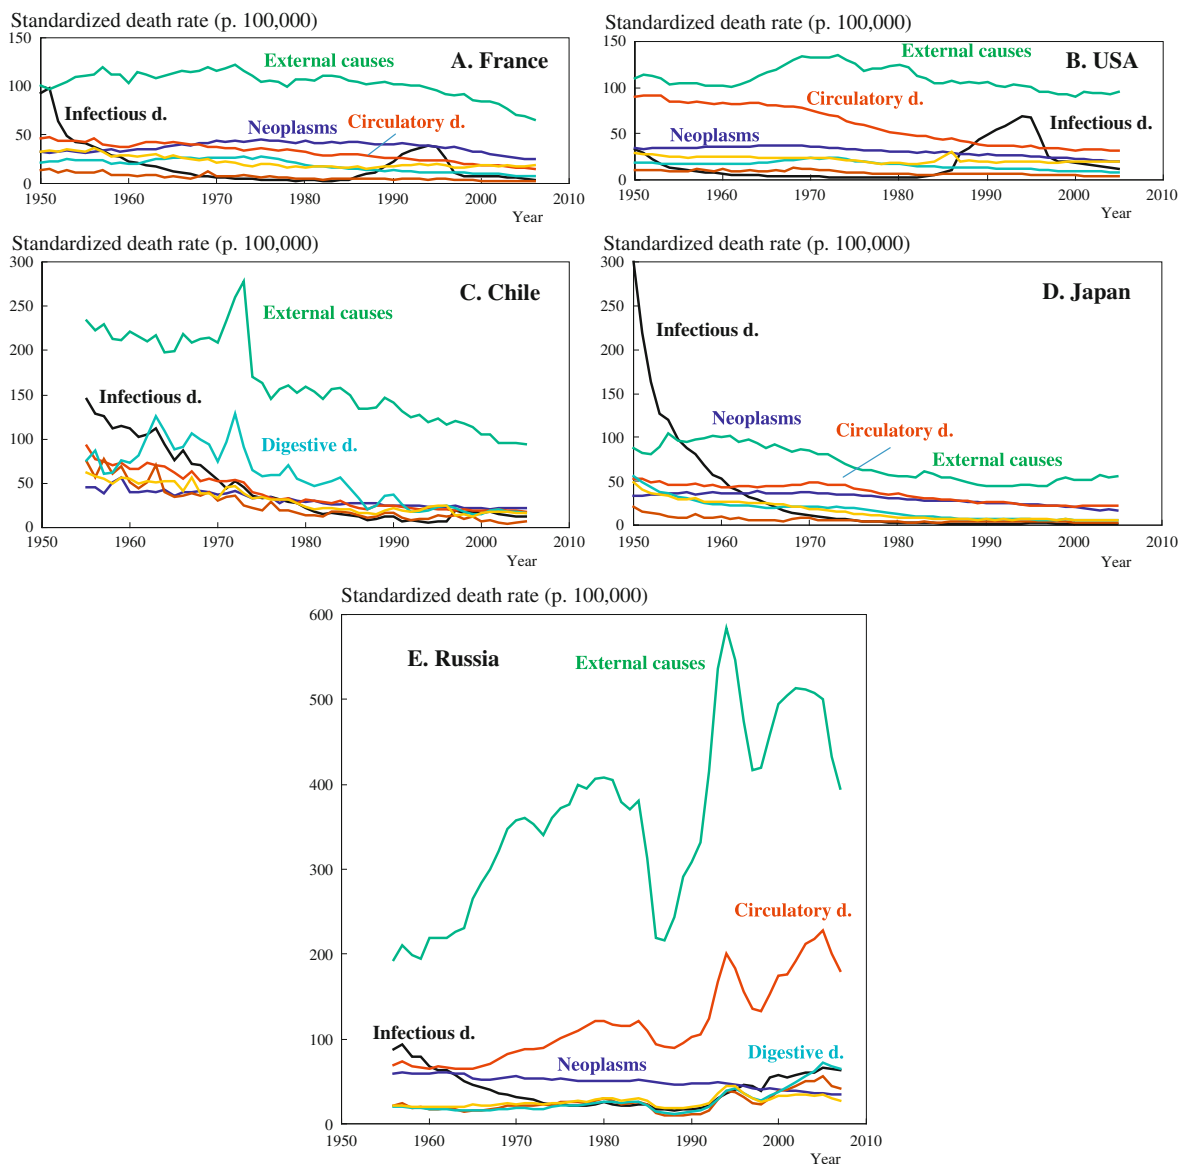 Standardized death rate (p. 100,000)
150
100
50
0
A. France
External causes
Infectious d.
Neoplasms
Circulatory d.
1950 1960 1970 1980 1990 2000 2010
Year
Standardized death rate (p. 100,000)
150
100
50
0
B. USA
External causes
Circulatory d.
Infectious d.
Neoplasms
1950 1960 1970 1980 1990 2000 2010
Year
Standardized death rate (p. 100,000)
300
250
200
150
100
50
0
C. Chile
External causes
Infectious d.
Digestive d.
1950 1960 1970 1980 1990 2000 2010
Year
Standardized death rate (p. 100,000)
300
250
200
150
100
50
0
D. Japan
Infectious d.
Neoplasms
Circulatory d.
External causes
1950 1960 1970 1980 1990 2000 2010
Year
Standardized death rate (p. 100,000)
600
500
400
300
200
100
0
E. Russia
External causes
Circulatory d.
Infectious d.
Neoplasms
Digestive d.
1950 1960 1970 1980 1990 2000 2010
Year